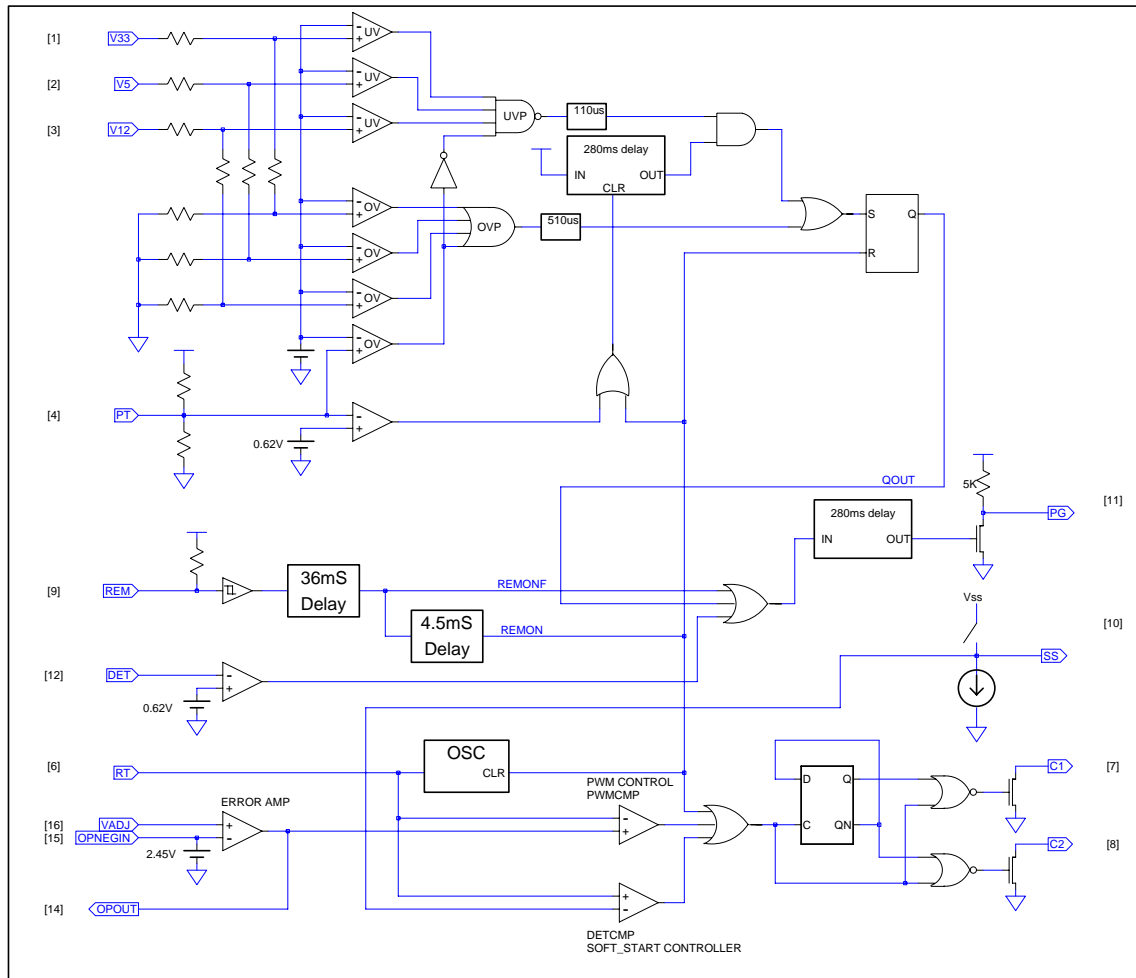 [1] V33 - + UV
[2] V5 - + UV
[3] V12 - + UV
UVP 110us
280ms delay
IN OUT
CLR
- + OV
OVP 510us
- + OV
- + OV
- + OV
S Q
R
[4] PT - +
0.62V
QOUT
5K
[11]
PG
280ms delay
IN OUT
[9] REM
36mS
Delay
REMONF
4.5mS
Delay
REMON
Vss
[10]
SS
[12] DET - +
0.62V
[6] RT
OSC
CLR
PWM CONTROL
PWMCMP
- +
D Q
C QN
C1 [7]
C2 [8]
ERROR AMP
[16] VADJ +
[15] OPNEGIN -
2.45V
[14] OPOUT
+ -
DETCMP
SOFT_START CONTROLLER